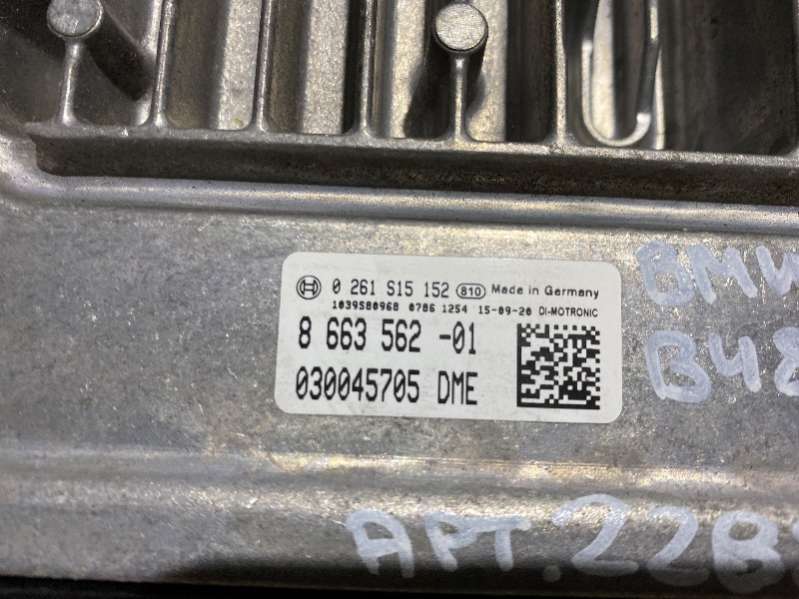 0 261 S15 152 810 Made in Germany
1039S80968 0786 1254 15-09-20 DI-MOTRONIC
8 663 562 -01
030045705 DME
BMW
B48
АРТ.22B